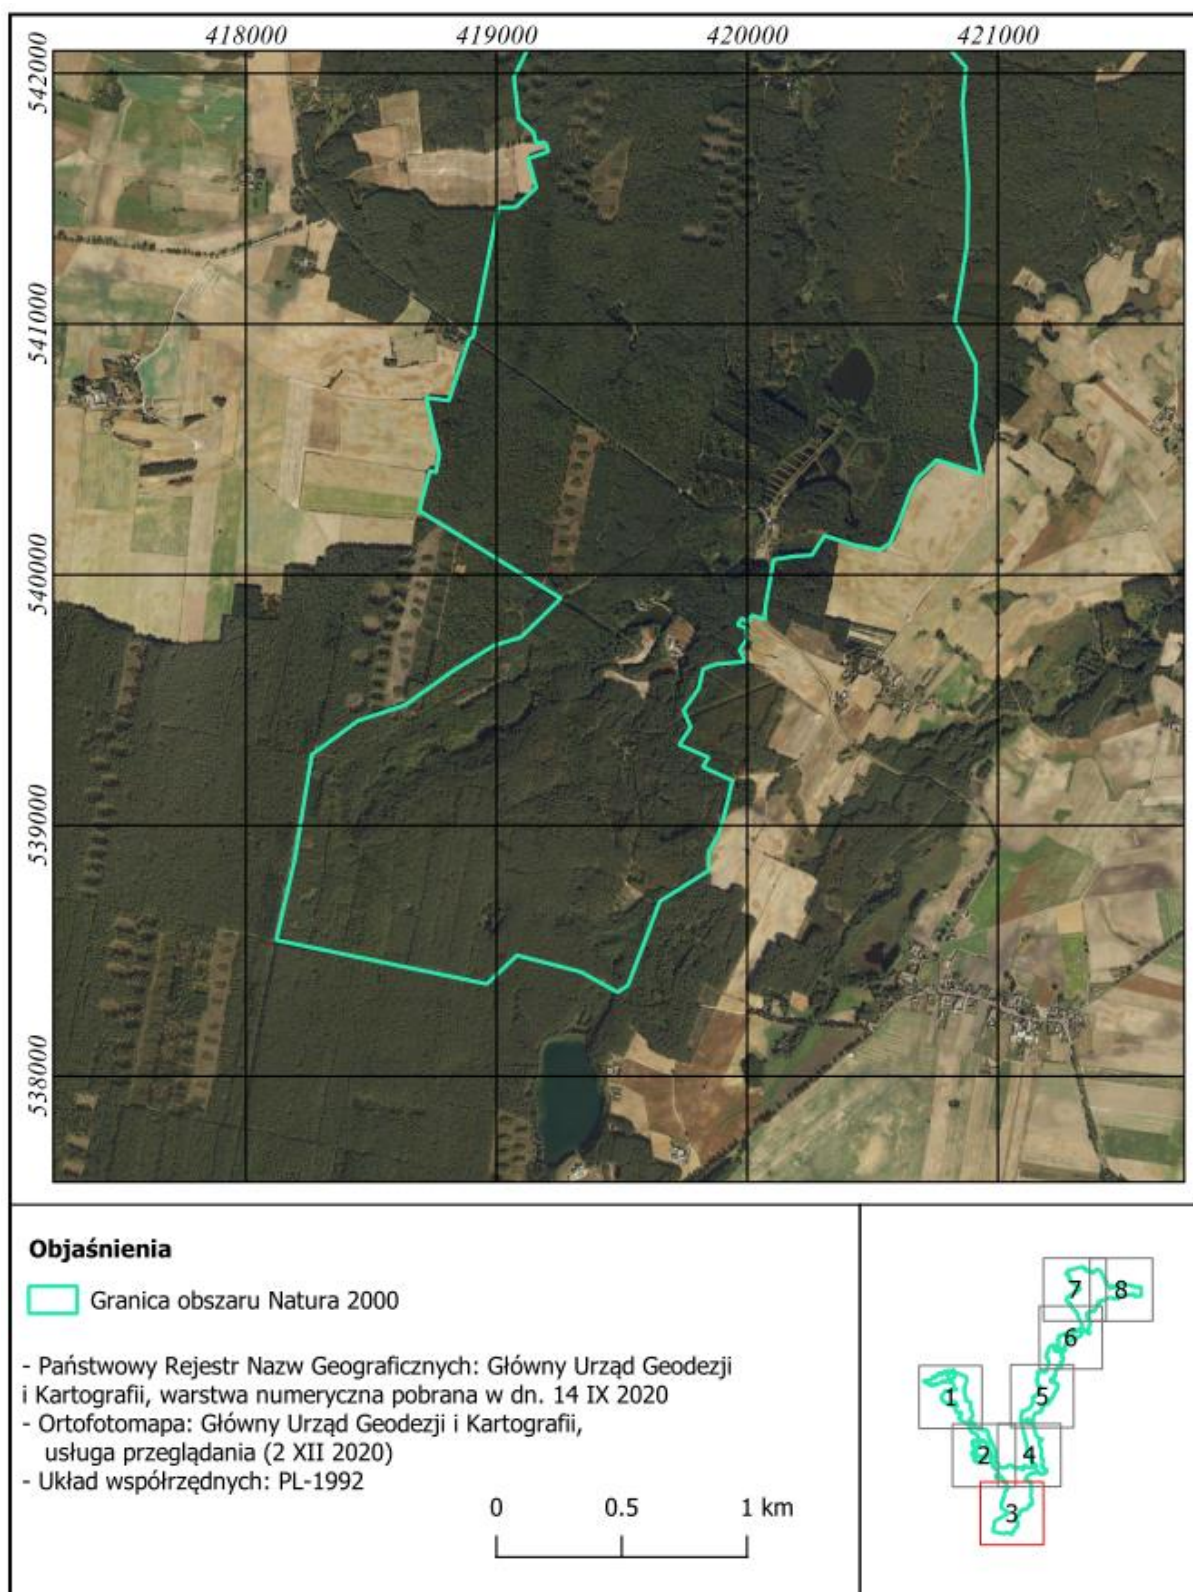 418000 419000 420000 421000
542000
541000
540000
539000
538000
Objaśnienia
Granica obszaru Natura 2000
- Państwowy Rejestr Nazw Geograficznych: Główny Urząd Geodezji
i Kartografii, warstwa numeryczna pobrana w dn. 14 IX 2020
- Ortofotomapa: Główny Urząd Geodezji i Kartografii,
usługa przeglądania (2 XII 2020)
- Układ współrzędnych: PL-1992
0 0.5 1 km
7 8
6
1 5
2 4
3